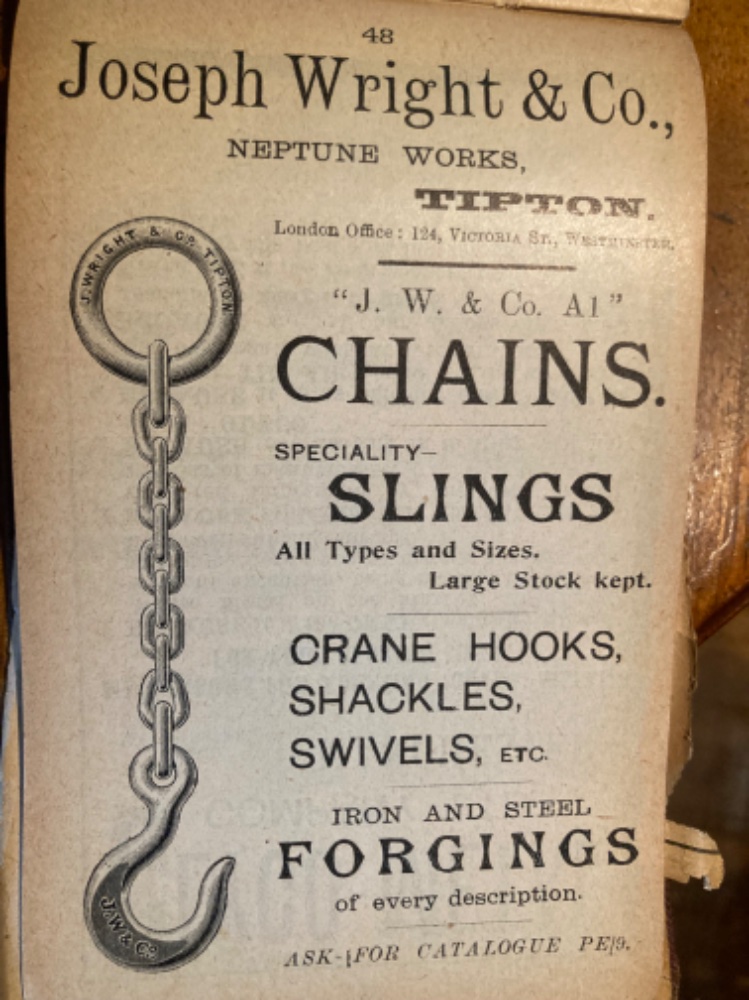 48
Joseph Wright & Co.,
NEPTUNE WORKS,
TIPTON.
London Office: 124, VICTORIA ST., WESTMINSTER.
J. WRIGHT & CO. TIPTON
"J. W. & Co. A1"
CHAINS.
SPECIALITY—
SLINGS
All Types and Sizes.
Large Stock kept.
CRANE HOOKS,
SHACKLES,
SWIVELS, ETC.
IRON AND STEEL
FORGINGS
of every description.
J.W & Co
ASK-[FOR CATALOGUE PE/9.